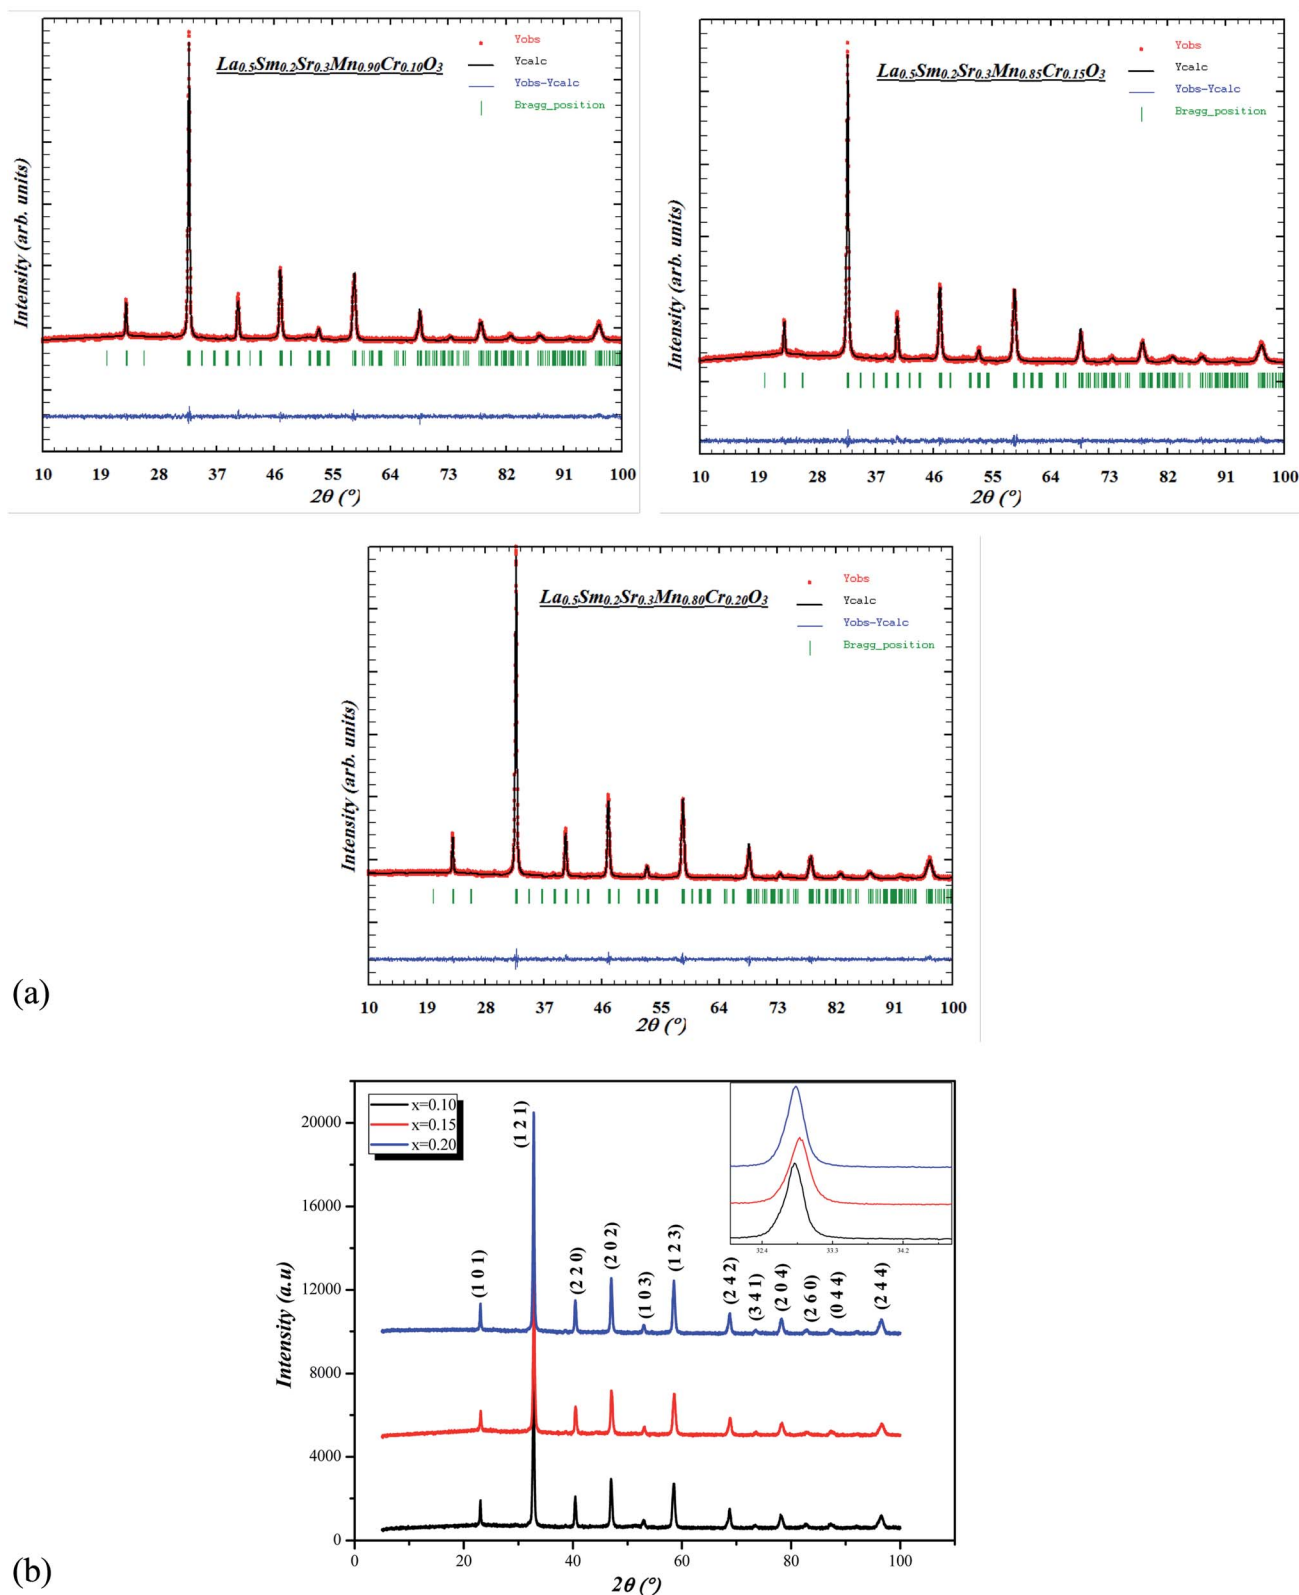 La0.5Sm0.2Sr0.3Mn0.90Cr0.10O3
Yobs
Ycalc
Yobs-Ycalc
Bragg_position
Intensity (arb. units)
10 19 28 37 46 55 64 73 82 91 100
2θ (°)
La0.5Sm0.2Sr0.3Mn0.85Cr0.15O3
Yobs
Ycalc
Yobs-Ycalc
Bragg_position
Intensity (arb. units)
10 19 28 37 46 55 64 73 82 91 100
2θ (°)
La0.5Sm0.2Sr0.3Mn0.80Cr0.20O3
Yobs
Ycalc
Yobs-Ycalc
Bragg_position
Intensity (arb. units)
10 19 28 37 46 55 64 73 82 91 100
2θ (°)
(a)
x=0.10
x=0.15
x=0.20
20000
16000
12000
8000
4000
0
Intensity (a.u)
(1 0 1)
(1 2 1)
(2 2 0)
(2 0 2)
(1 0 3)
(1 2 3)
(2 4 2)
(3 4 1)
(2 0 4)
(2 6 0)
(0 4 4)
(2 4 4)
32.4 33.3 34.2
0 20 40 60 80 100
2θ (°)
(b)